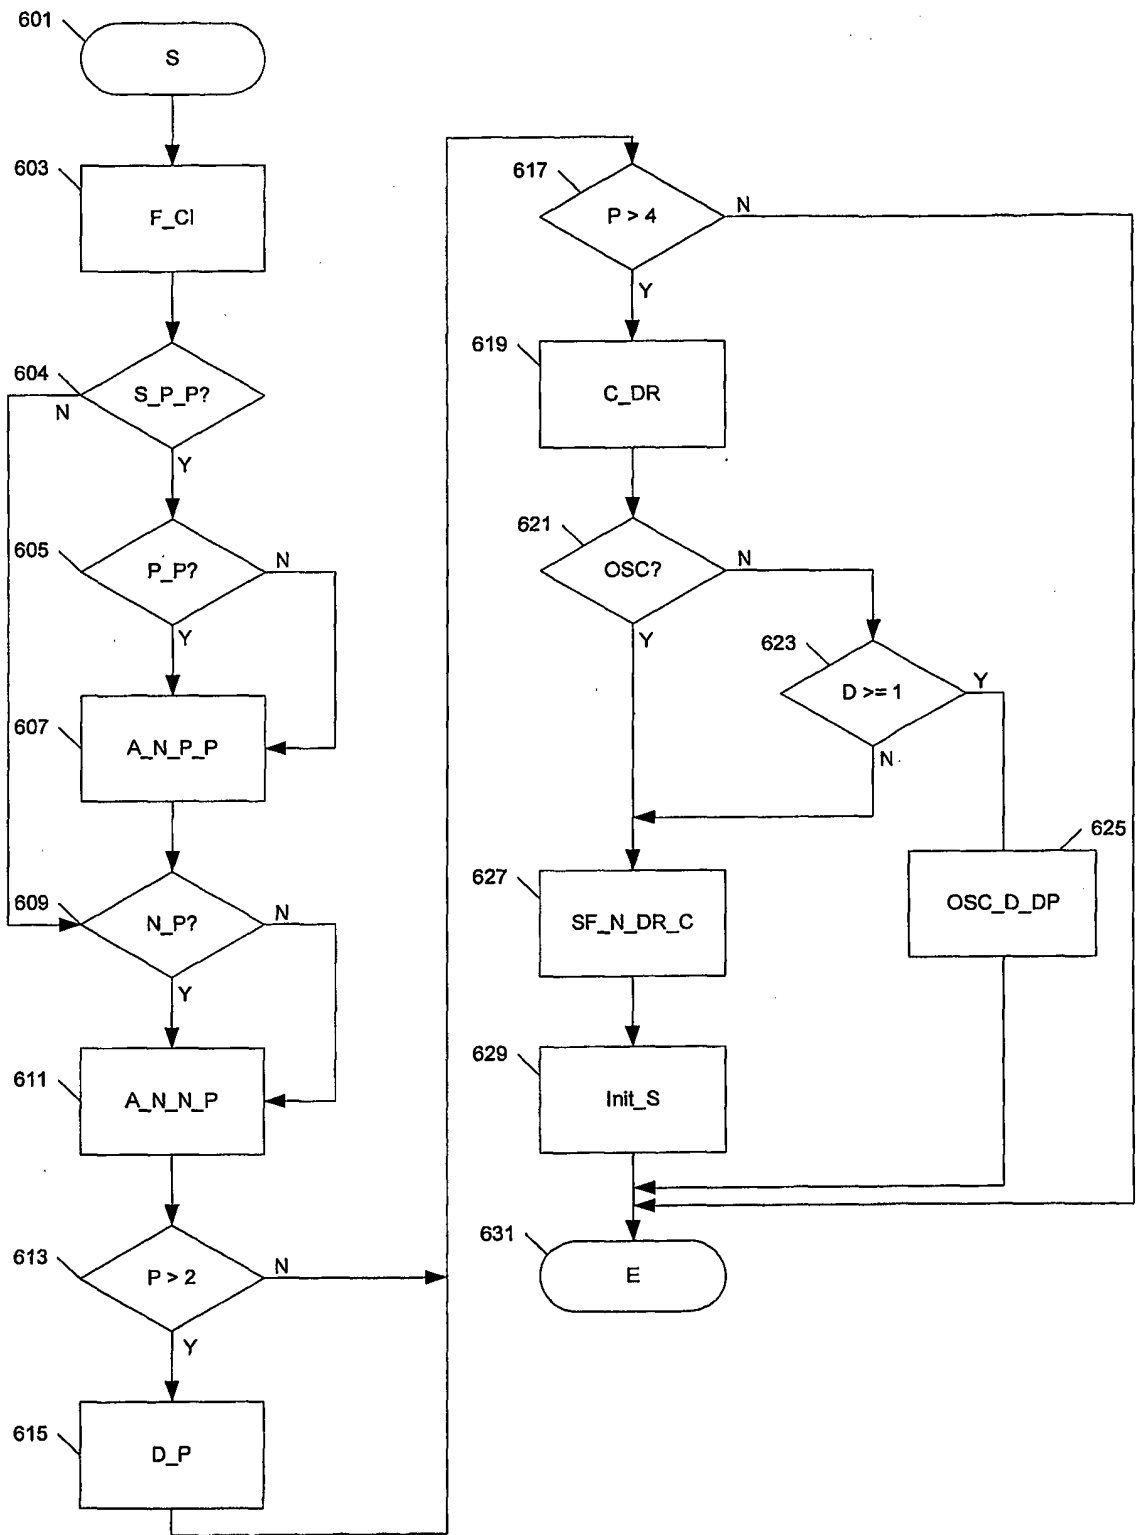 601
S
603
F_CI
604
S_P_P?
N
Y
605
P_P?
N
Y
607
A_N_P_P
609
N_P?
N
Y
611
A_N_N_P
613
P > 2
N
Y
615
D_P
617
P > 4
N
Y
619
C_DR
621
OSC?
N
Y
623
D >= 1
Y
N
625
OSC_D_DP
627
SF_N_DR_C
629
Init_S
631
E